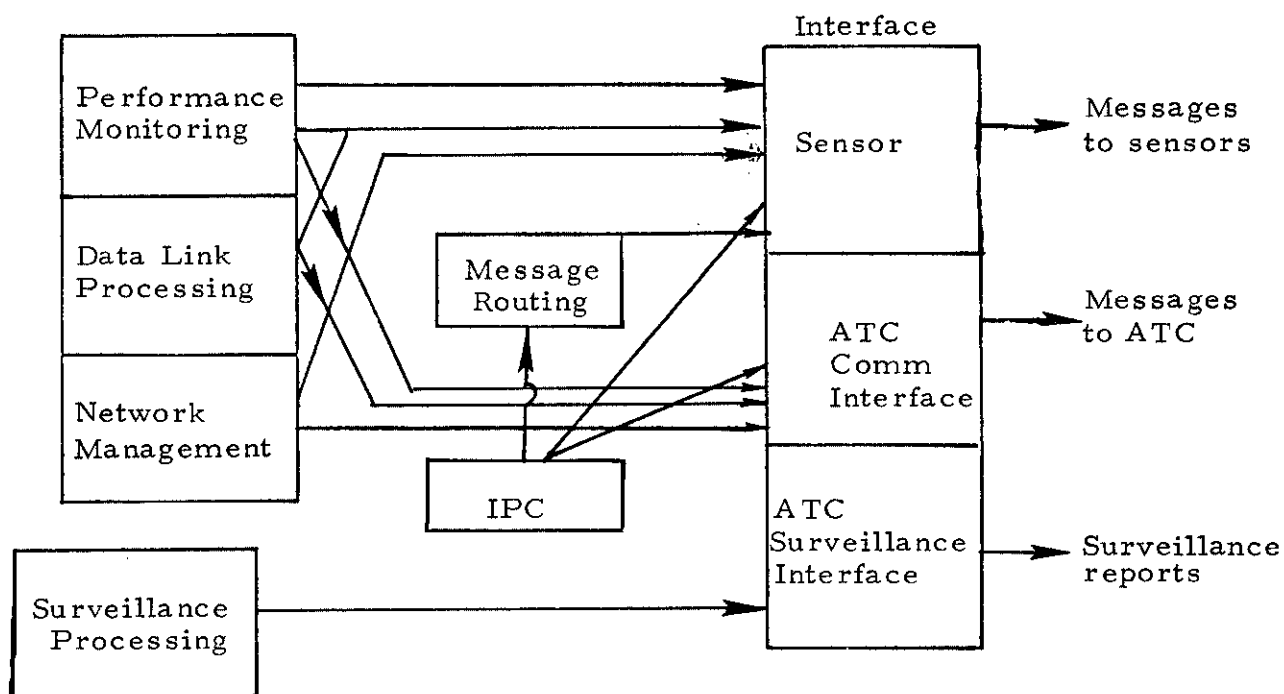 Interface
Performance
Monitoring
Data Link
Processing
Network
Management
Surveillance
Processing
Message
Routing
IPC
Sensor
ATC
Comm
Interface
ATC
Surveillance
Interface
Messages
to sensors
Messages
to ATC
Surveillance
reports